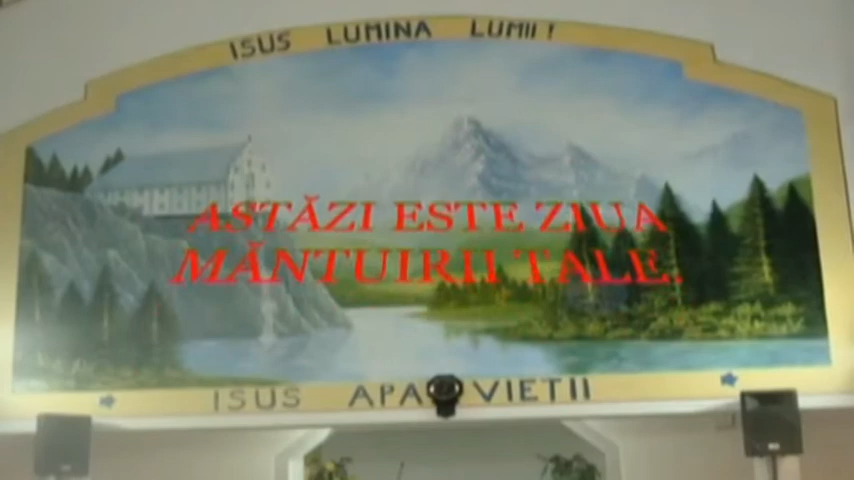 ISUS LUMINA LUMII!
ASTĂZI ESTE ZIUA
MÂNTUIRII TALE.
ISUS APA VIETII